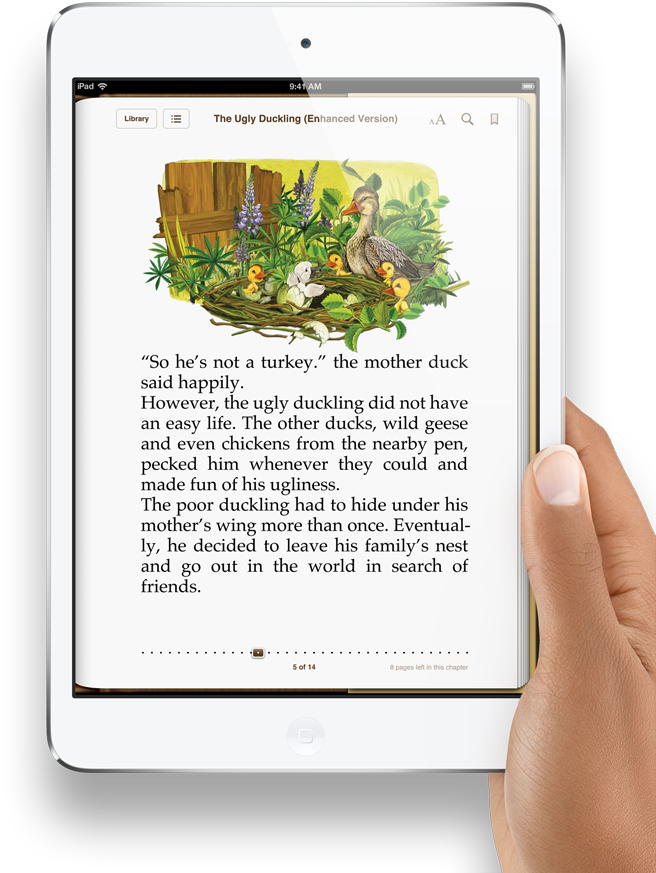 iPad 9:41 AM
Library The Ugly Duckling (Enhanced Version) AA
“So he’s not a turkey.” the mother duck
said happily.
However, the ugly duckling did not have
an easy life. The other ducks, wild geese
and even chickens from the nearby pen,
pecked him whenever they could and
made fun of his ugliness.
The poor duckling had to hide under his
mother’s wing more than once. Eventual-
ly, he decided to leave his family’s nest
and go out in the world in search of
friends.
5 of 14 8 pages left in this chapter